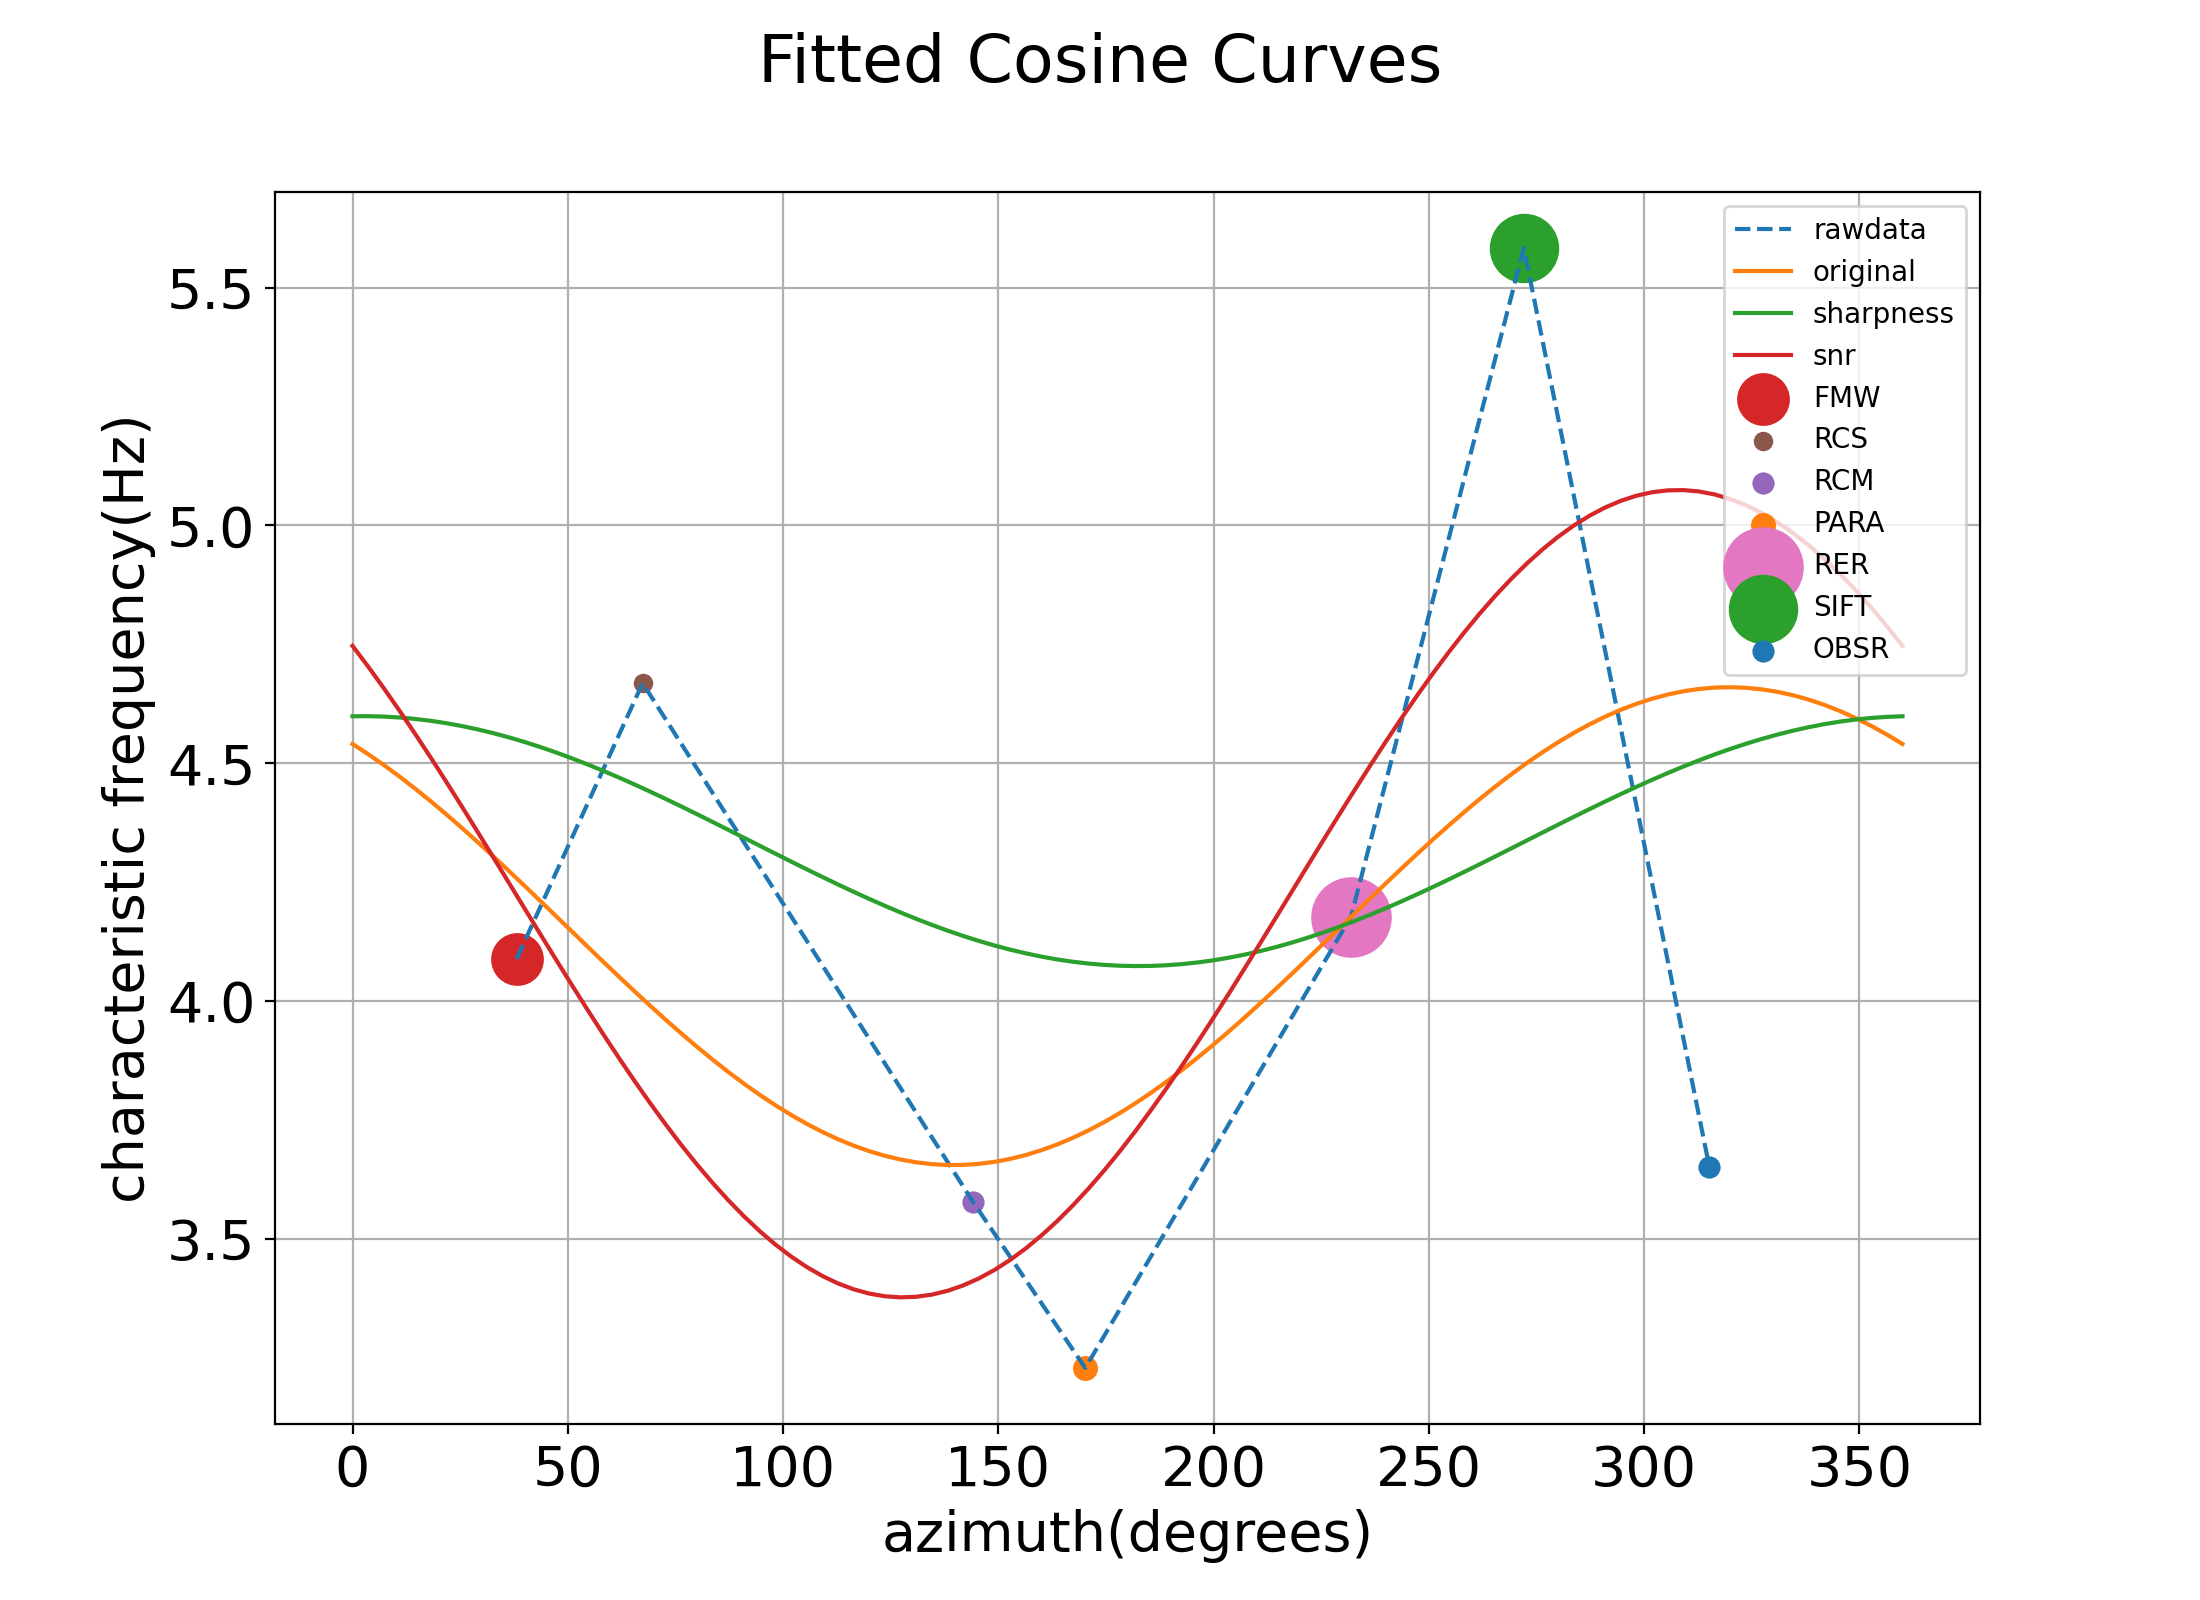 Fitted Cosine Curves
characteristic frequency(Hz)
5.5
5.0
4.5
4.0
3.5
rawdata
original
sharpness
snr
FMW
RCS
RCM
PARA
RER
SIFT
OBSR
0 50 100 150 200 250 300 350
azimuth(degrees)